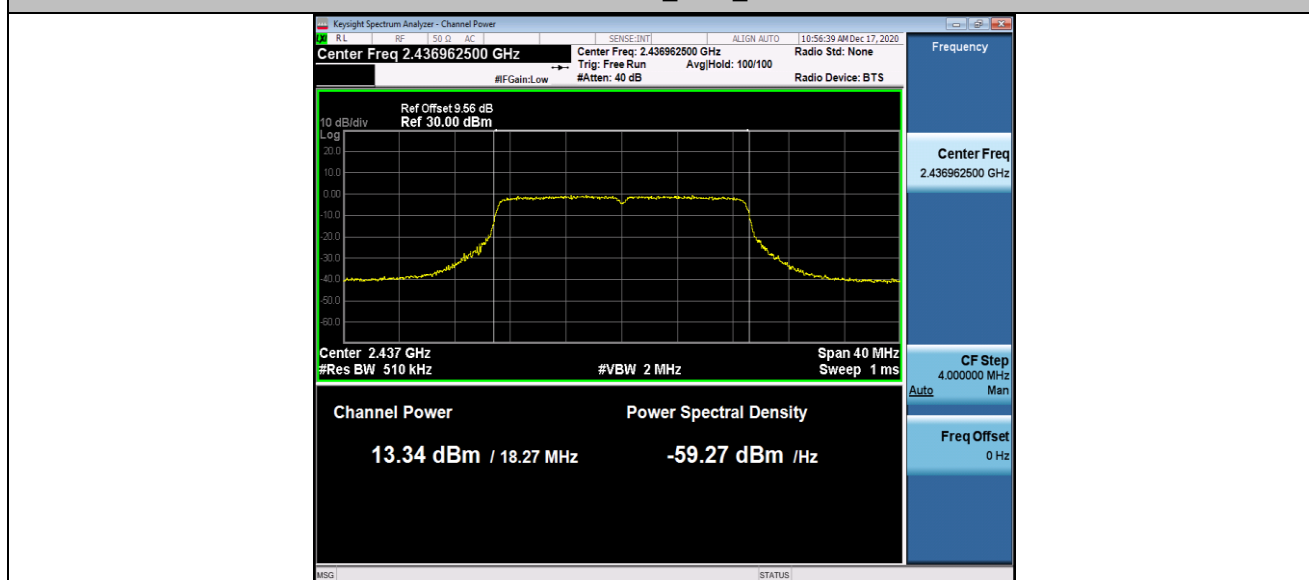 Keysight Spectrum Analyzer - Channel Power
RL RF 50 Ω AC SENSE:INT ALIGN AUTO 10:56:39 AM Dec 17, 2020
Center Freq 2.436962500 GHz
Center Freq: 2.436962500 GHz Radio Std: None
Trig: Free Run Avg|Hold: 100/100
#IFGain:Low #Atten: 40 dB Radio Device: BTS
Ref Offset 9.56 dB
10 dB/div Ref 30.00 dBm
Log
20.0
10.0
0.00
-10.0
-20.0
-30.0
-40.0
-50.0
-60.0
Center 2.437 GHz Span 40 MHz
#Res BW 510 kHz #VBW 2 MHz Sweep 1 ms
Channel Power Power Spectral Density
13.34 dBm / 18.27 MHz -59.27 dBm /Hz
MSG STATUS
Frequency
Center Freq
2.436962500 GHz
CF Step
4.000000 MHz
Auto Man
Freq Offset
0 Hz